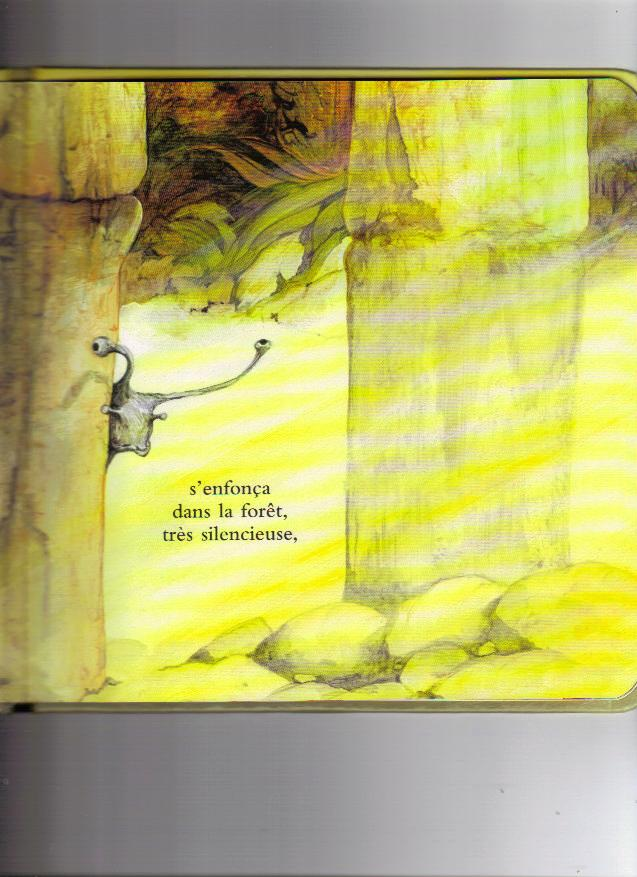 s'enfonça
dans la forêt,
très silencieuse,